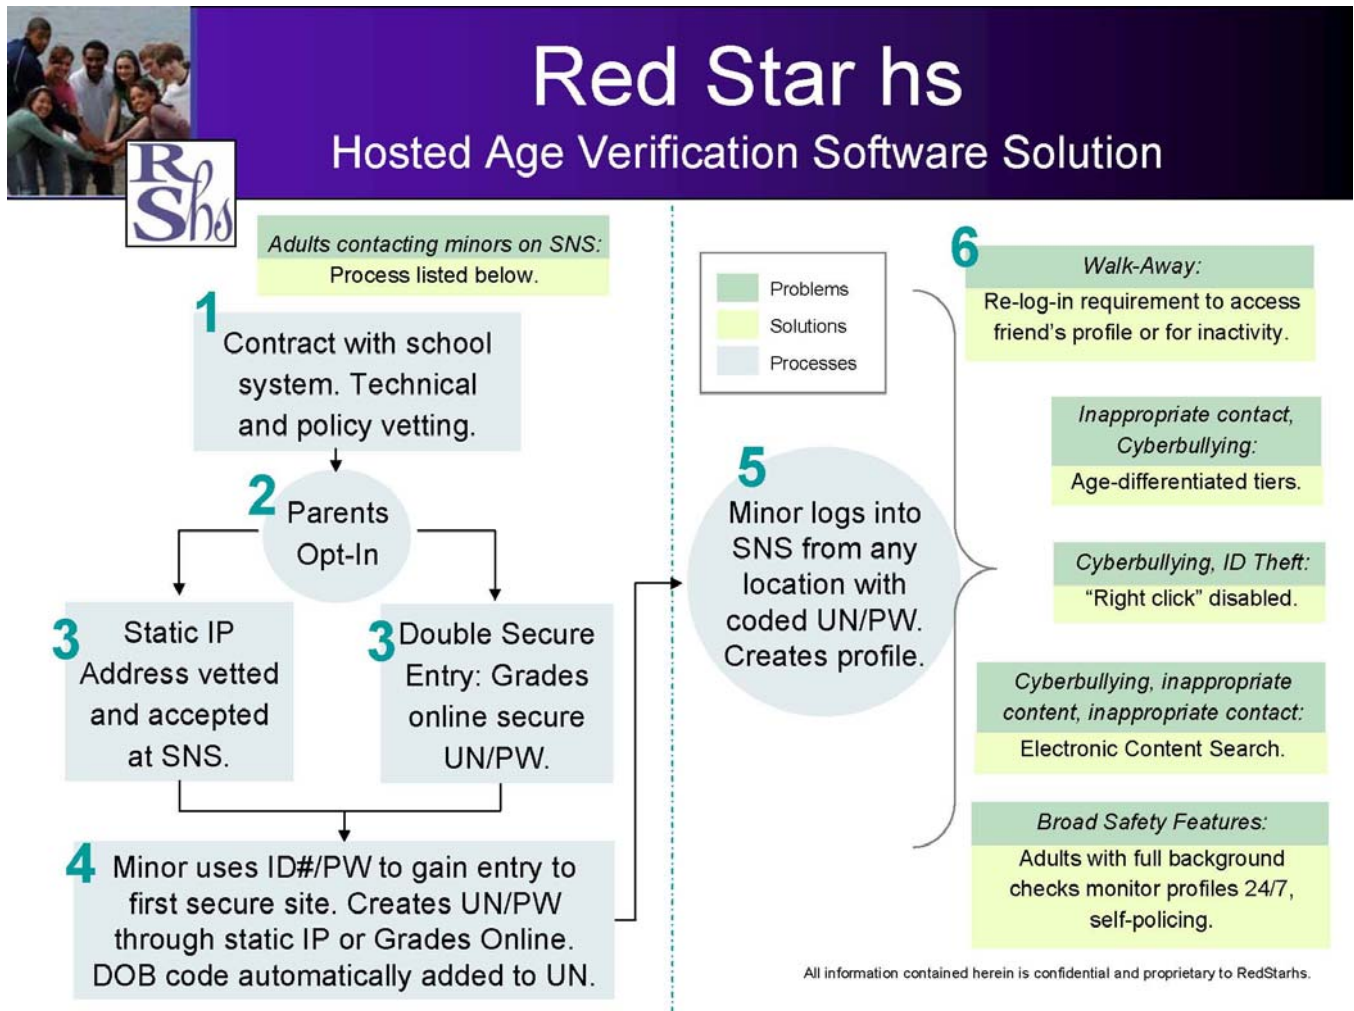 Red Star hs
Hosted Age Verification Software Solution
RShs
Adults contacting minors on SNS:
Process listed below.
1
Contract with school
system. Technical
and policy vetting.
2
Parents
Opt-In
3
Static IP
Address vetted
and accepted
at SNS.
3
Double Secure
Entry: Grades
online secure
UN/PW.
4
Minor uses ID#/PW to gain entry to
first secure site. Creates UN/PW
through static IP or Grades Online.
DOB code automatically added to UN.
Problems
Solutions
Processes
5
Minor logs into
SNS from any
location with
coded UN/PW.
Creates profile.
6
Walk-Away:
Re-log-in requirement to access
friend's profile or for inactivity.
Inappropriate contact,
Cyberbullying:
Age-differentiated tiers.
Cyberbullying, ID Theft:
“Right click” disabled.
Cyberbullying, inappropriate
content, inappropriate contact:
Electronic Content Search.
Broad Safety Features:
Adults with full background
checks monitor profiles 24/7,
self-policing.
All information contained herein is confidential and proprietary to RedStarhs.